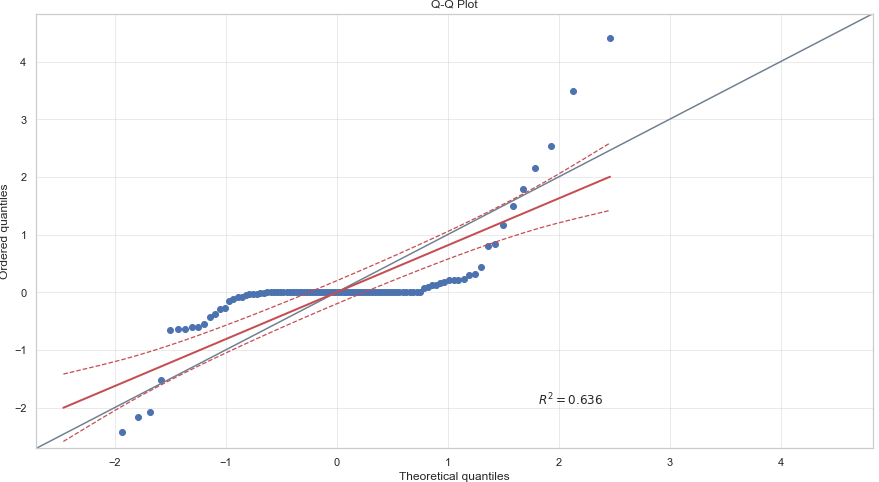 Q-Q Plot
Ordered quantiles
4
3
2
1
0
−1
−2
R² = 0.636
−2 −1 0 1 2 3 4
Theoretical quantiles